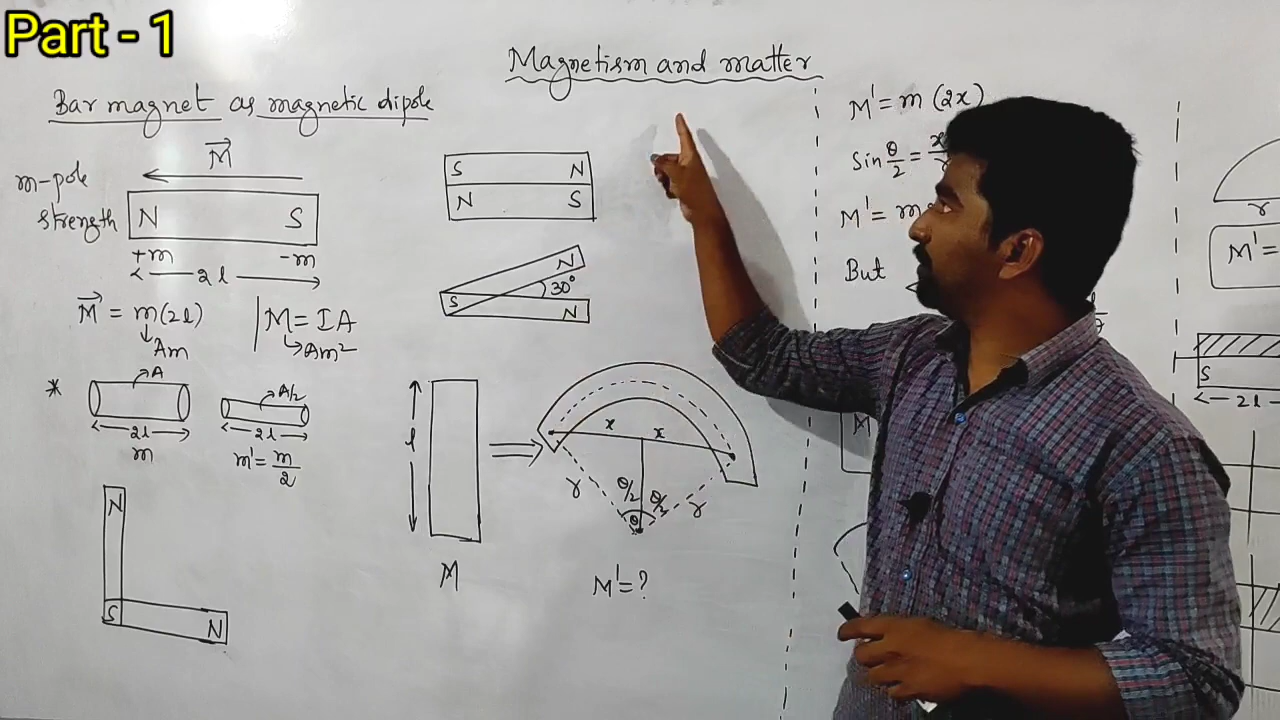 Part - 1
Magnetism and matter
Bar magnet as magnetic dipole
M⃗
m-pole
strength
N S
+m -m
2l
M⃗ = m(2l)
Am
M = IA
Am²
* A
2l
m
A/2
2l
m' = m/2
N
S
N
S N
N S
N
S 30°
N
l
M
x x
r θ/2 θ/2 r
θ
M' = ?
M' = m (2x)
Sin θ/2 = x/
M' = m
But
M
r
M' =
S
2l